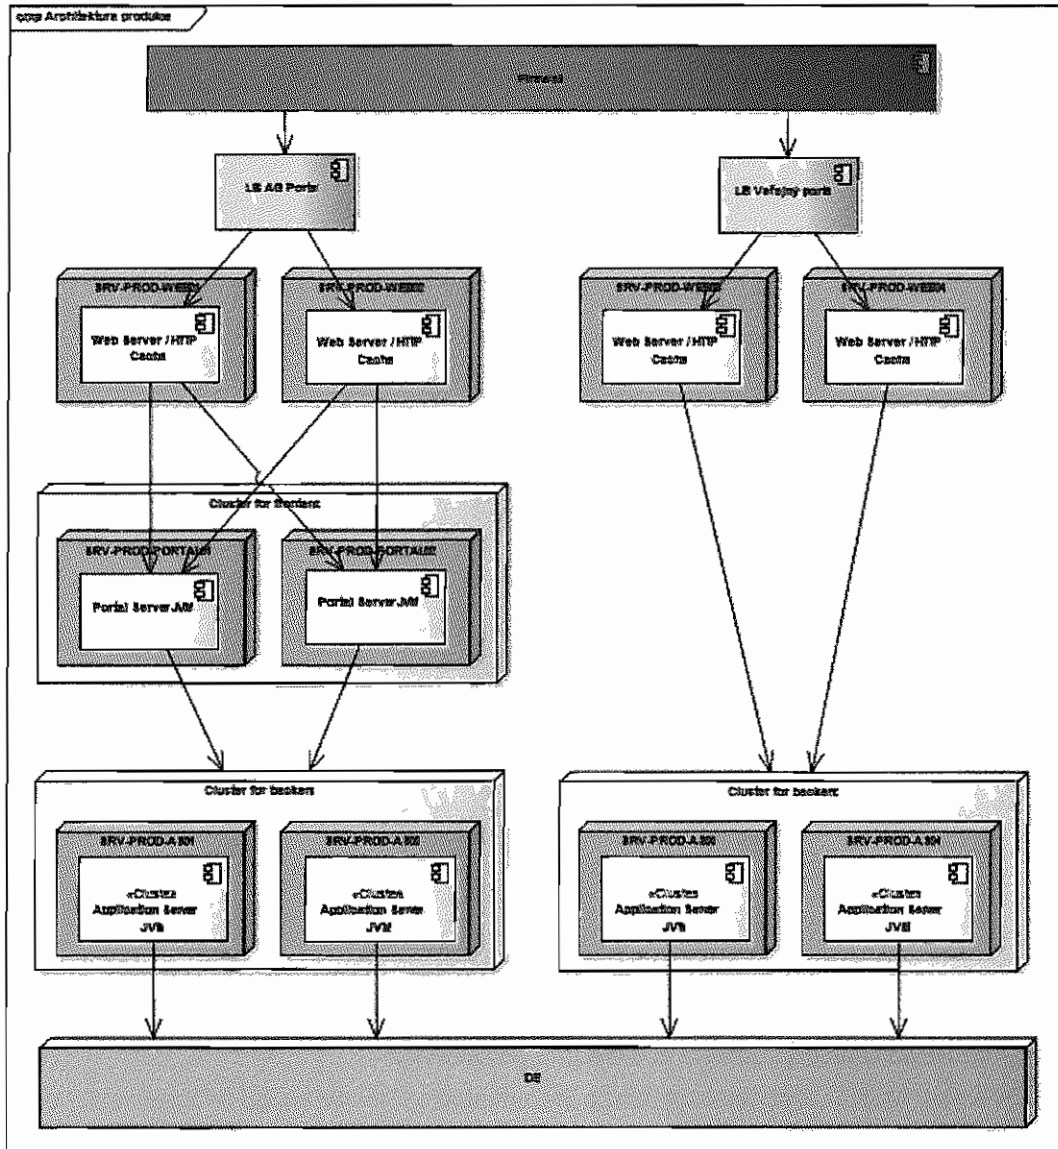 cmp Architektura produkce
Firewall
LB AG Portal
LB Veřejný portá
SRV-PROD-WEB01
SRV-PROD-WEB02
SRV-PROD-WEB03
SRV-PROD-WEB04
Web Server / HTTP
Cache
Web Server / HTTP
Cache
Web Server / HTTP
Cache
Web Server / HTTP
Cache
Cluster for frontent
SRV-PROD-PORTAL01
SRV-PROD-PORTAL02
Portal Server JVM
Portal Server JVM
Cluster for backent
Cluster for backent
SRV-PROD-AS01
SRV-PROD-AS02
SRV-PROD-AS03
SRV-PROD-AS04
«Cluster»
Application Server
JVM
«Cluster»
Application Server
JVM
«Cluster»
Application Server
JVM
«Cluster»
Application Server
JVM
DB